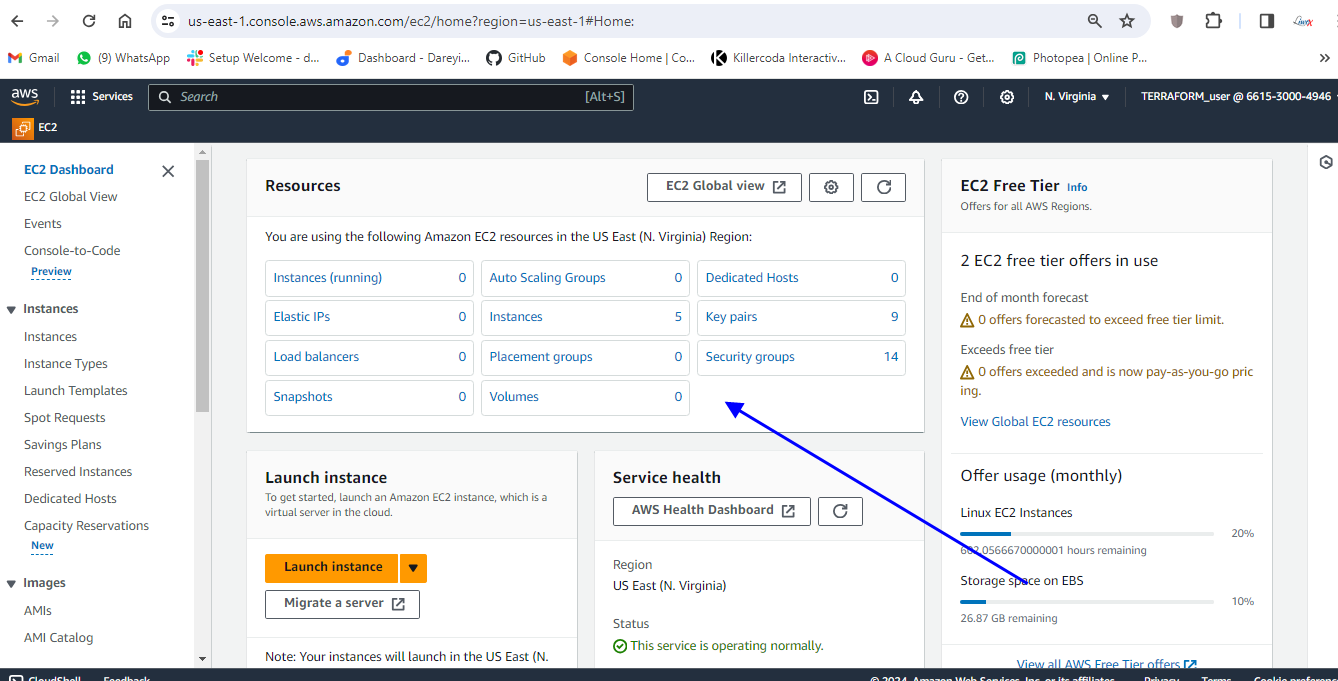 us-east-1.console.aws.amazon.com/ec2/home?region=us-east-1#Home:
Gmail (9) WhatsApp Setup Welcome - d... Dashboard - Dareyi... GitHub Console Home | Co... Killercoda Interactiv... A Cloud Guru - Get... Photopea | Online P...
aws Services Search [Alt+S] N. Virginia TERRAFORM_user @ 6615-3000-4946
EC2
EC2 Dashboard
EC2 Global View
Events
Console-to-Code
Preview
Instances
Instances
Instance Types
Launch Templates
Spot Requests
Savings Plans
Reserved Instances
Dedicated Hosts
Capacity Reservations
New
Images
AMIs
AMI Catalog
Resources
EC2 Global view
You are using the following Amazon EC2 resources in the US East (N. Virginia) Region:
Instances (running) 0 Auto Scaling Groups 0 Dedicated Hosts 0
Elastic IPs 0 Instances 5 Key pairs 9
Load balancers 0 Placement groups 0 Security groups 14
Snapshots 0 Volumes 0
Launch instance
To get started, launch an Amazon EC2 instance, which is a
virtual server in the cloud.
Launch instance
Migrate a server
Note: Your instances will launch in the US East (N.
Service health
AWS Health Dashboard
Region
US East (N. Virginia)
Status
This service is operating normally.
EC2 Free Tier Info
Offers for all AWS Regions.
2 EC2 free tier offers in use
End of month forecast
0 offers forecasted to exceed free tier limit.
Exceeds free tier
0 offers exceeded and is now pay-as-you-go pric
ing.
View Global EC2 resources
Offer usage (monthly)
Linux EC2 Instances
20%
602.0566670000001 hours remaining
Storage space on EBS
10%
26.87 GB remaining
View all AWS Free Tier offers
CloudShell Feedback © 2024, Amazon Web Services, Inc. or its affiliates. Privacy Terms Cookie preferenc